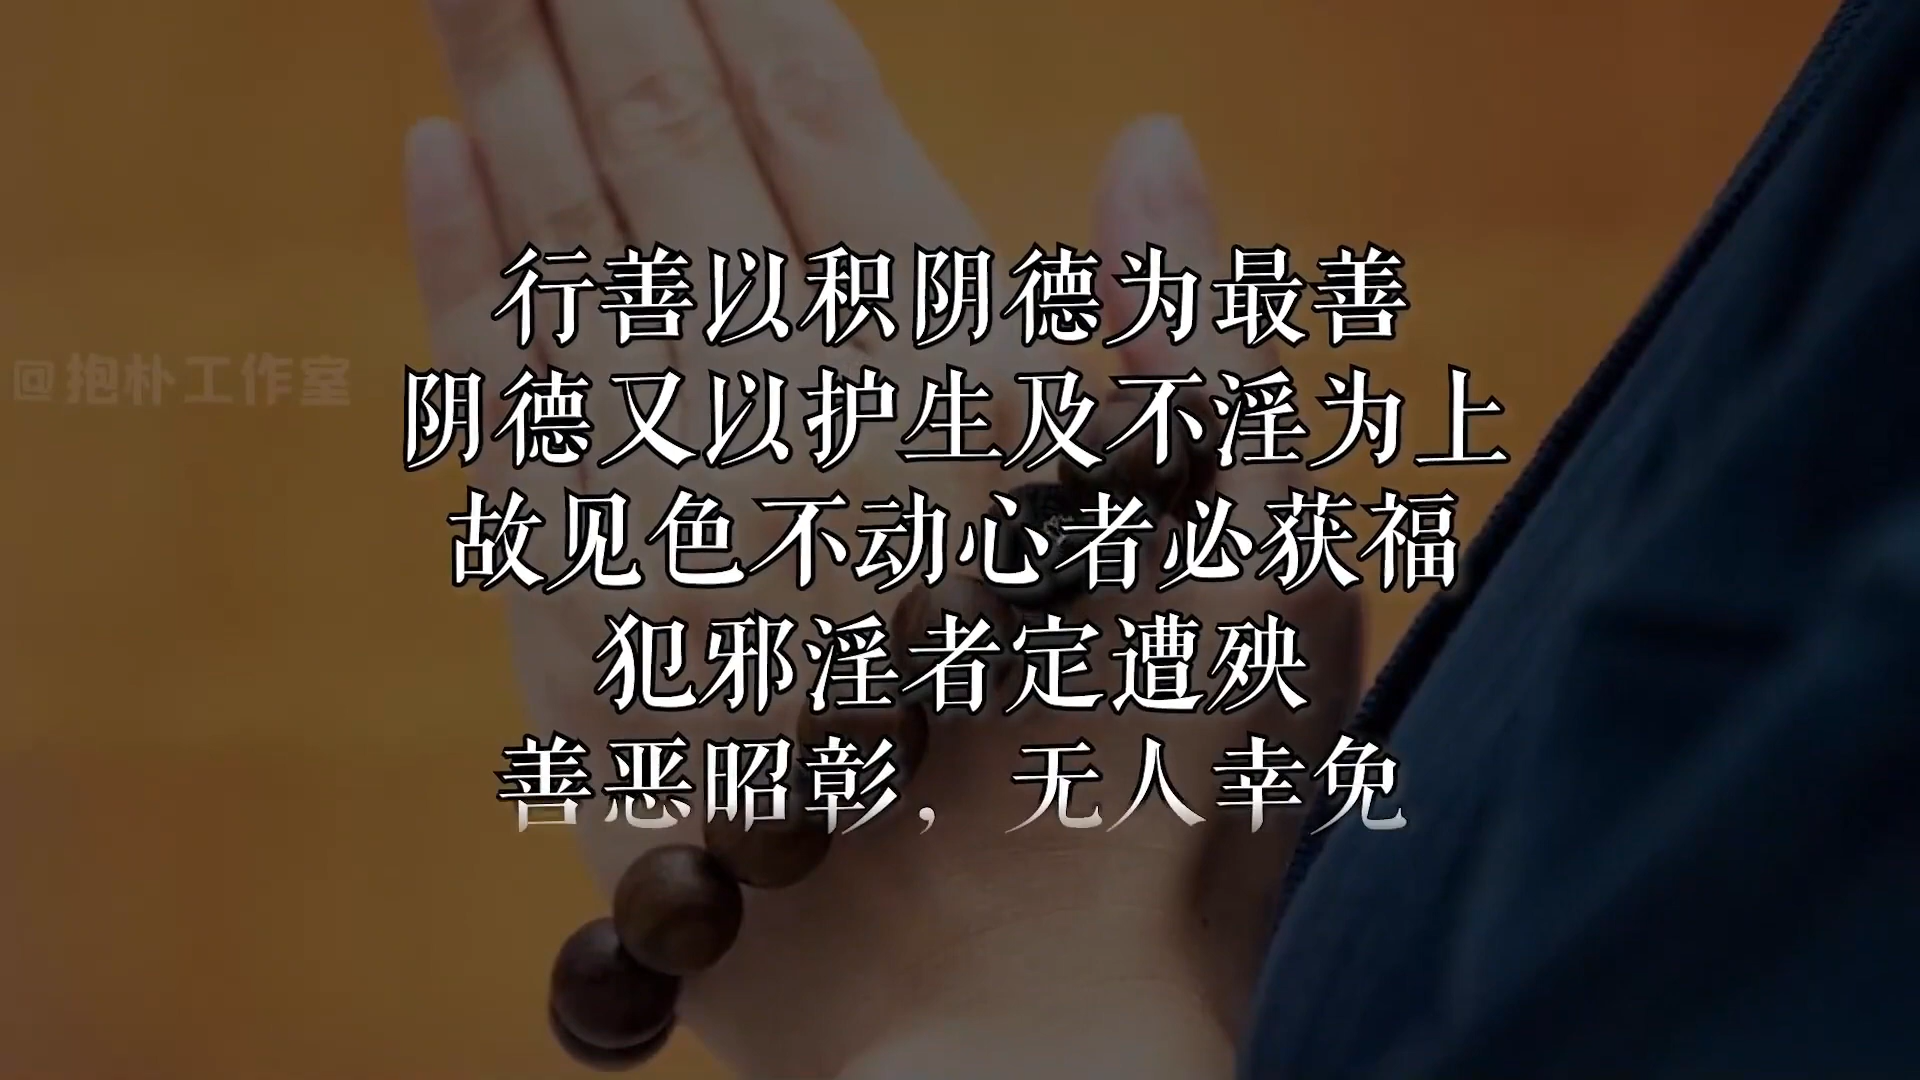 行善以积阴德为最善
阴德又以护生及不淫为上
@抱朴工作室
故见色不动心者必获福
犯邪淫者定遭殃
善恶昭彰，无人幸免